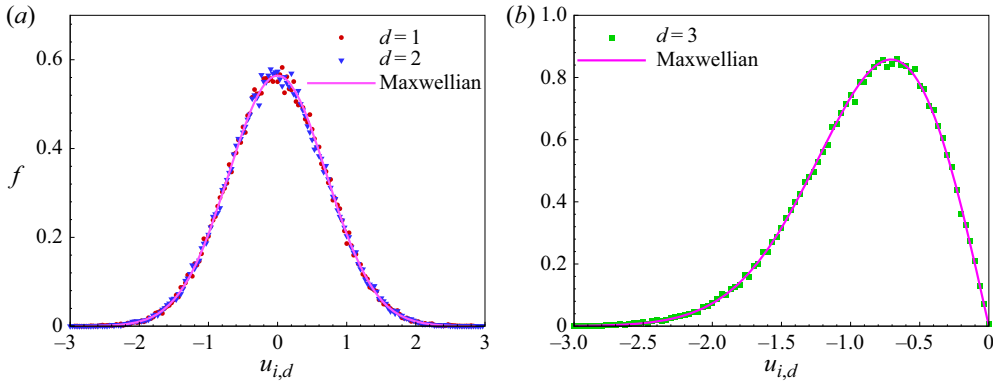 (a)
0.6
0.4
0.2
0
f
d = 1
d = 2
Maxwellian
–3
–2
–1
0
1
2
3
u_{i,d}
(b)
1.0
0.8
0.6
0.4
0.2
0
d = 3
Maxwellian
–3.0
–2.5
–2.0
–1.5
–1.0
–0.5
0
u_{i,d}